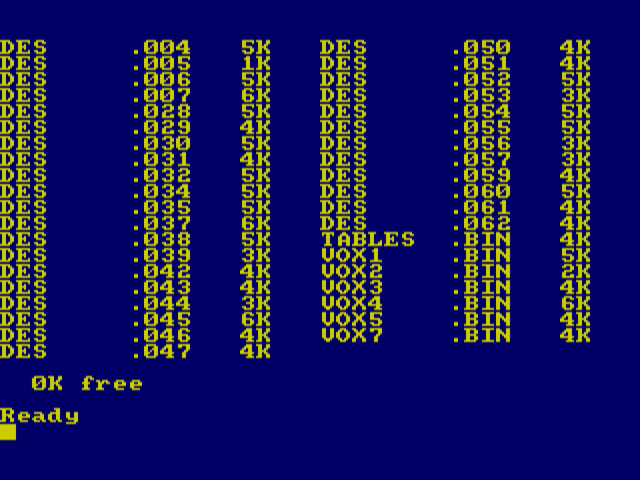 DES     .004   5K   DES     .050   4K
DES     .005   1K   DES     .051   4K
DES     .006   5K   DES     .052   5K
DES     .007   6K   DES     .053   3K
DES     .028   5K   DES     .054   5K
DES     .029   4K   DES     .055   5K
DES     .030   5K   DES     .056   3K
DES     .031   4K   DES     .057   3K
DES     .032   5K   DES     .059   4K
DES     .034   5K   DES     .060   5K
DES     .035   5K   DES     .061   4K
DES     .037   6K   DES     .062   4K
DES     .038   5K   TABLES  .BIN   4K
DES     .039   3K   VOX1    .BIN   5K
DES     .042   4K   VOX2    .BIN   2K
DES     .043   4K   VOX3    .BIN   4K
DES     .044   3K   VOX4    .BIN   6K
DES     .045   6K   VOX5    .BIN   4K
DES     .046   4K   VOX7    .BIN   4K
DES     .047   4K
0K free
Ready